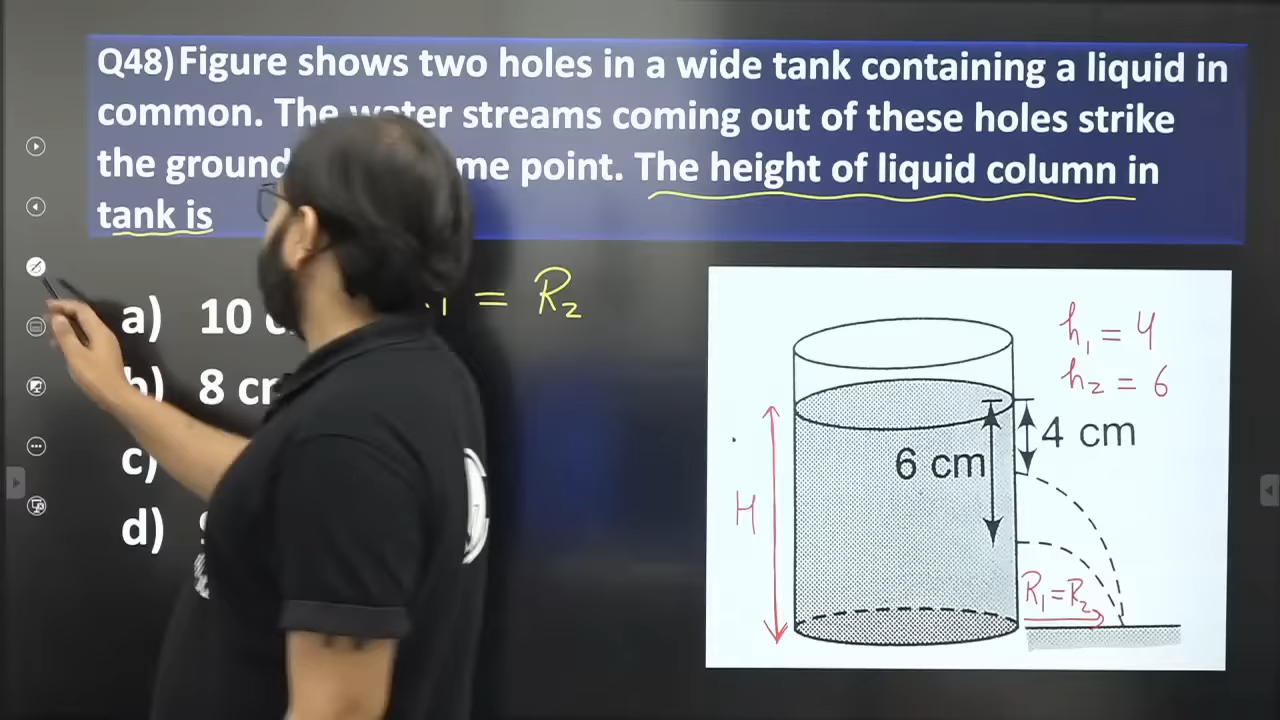 Q48) Figure shows two holes in a wide tank containing a liquid in
common. The water streams coming out of these holes strike
the ground me point. The height of liquid column in
tank is
a) 10 c
= R₂
b) 8 cm
c)
d)
h₁ = 4
h₂ = 6
4 cm
6 cm
H
R₁ = R₂